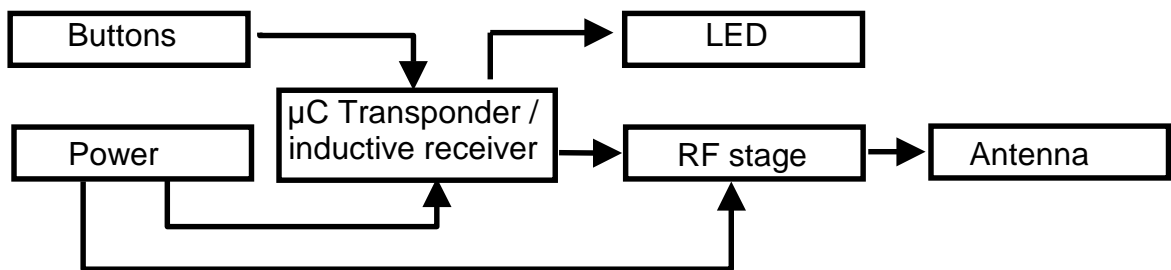 Buttons
LED
µC Transponder /
inductive receiver
Power
RF stage
Antenna